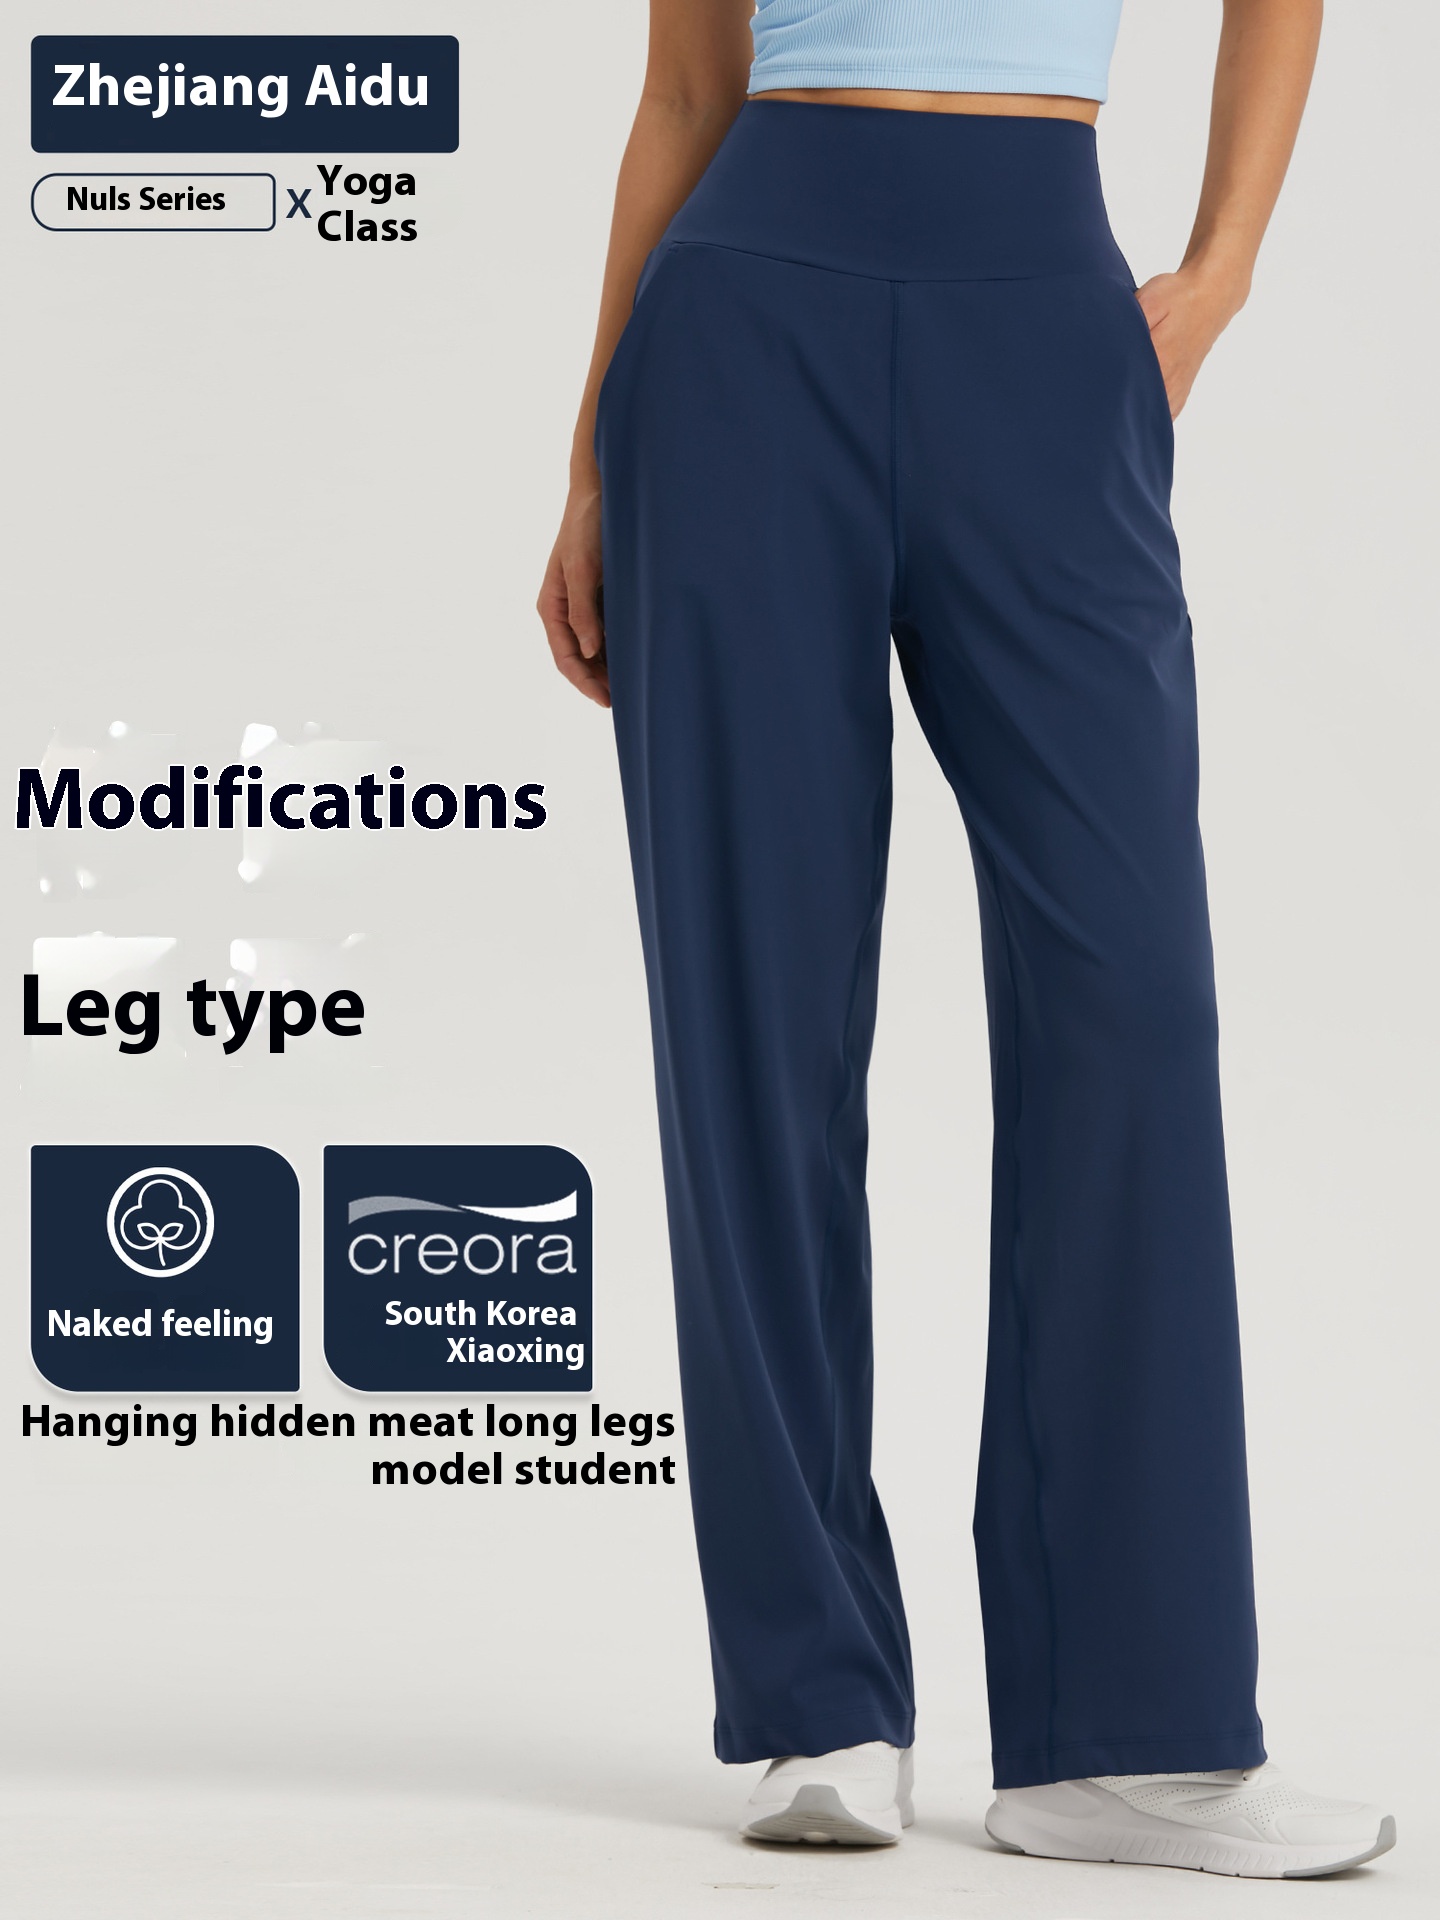 Zhejiang Aidu
Nuls Series
X
Yoga
Class
Modifications
Leg type
Naked feeling
creora
South Korea
Xiaoxing
Hanging hidden meat long legs
model student